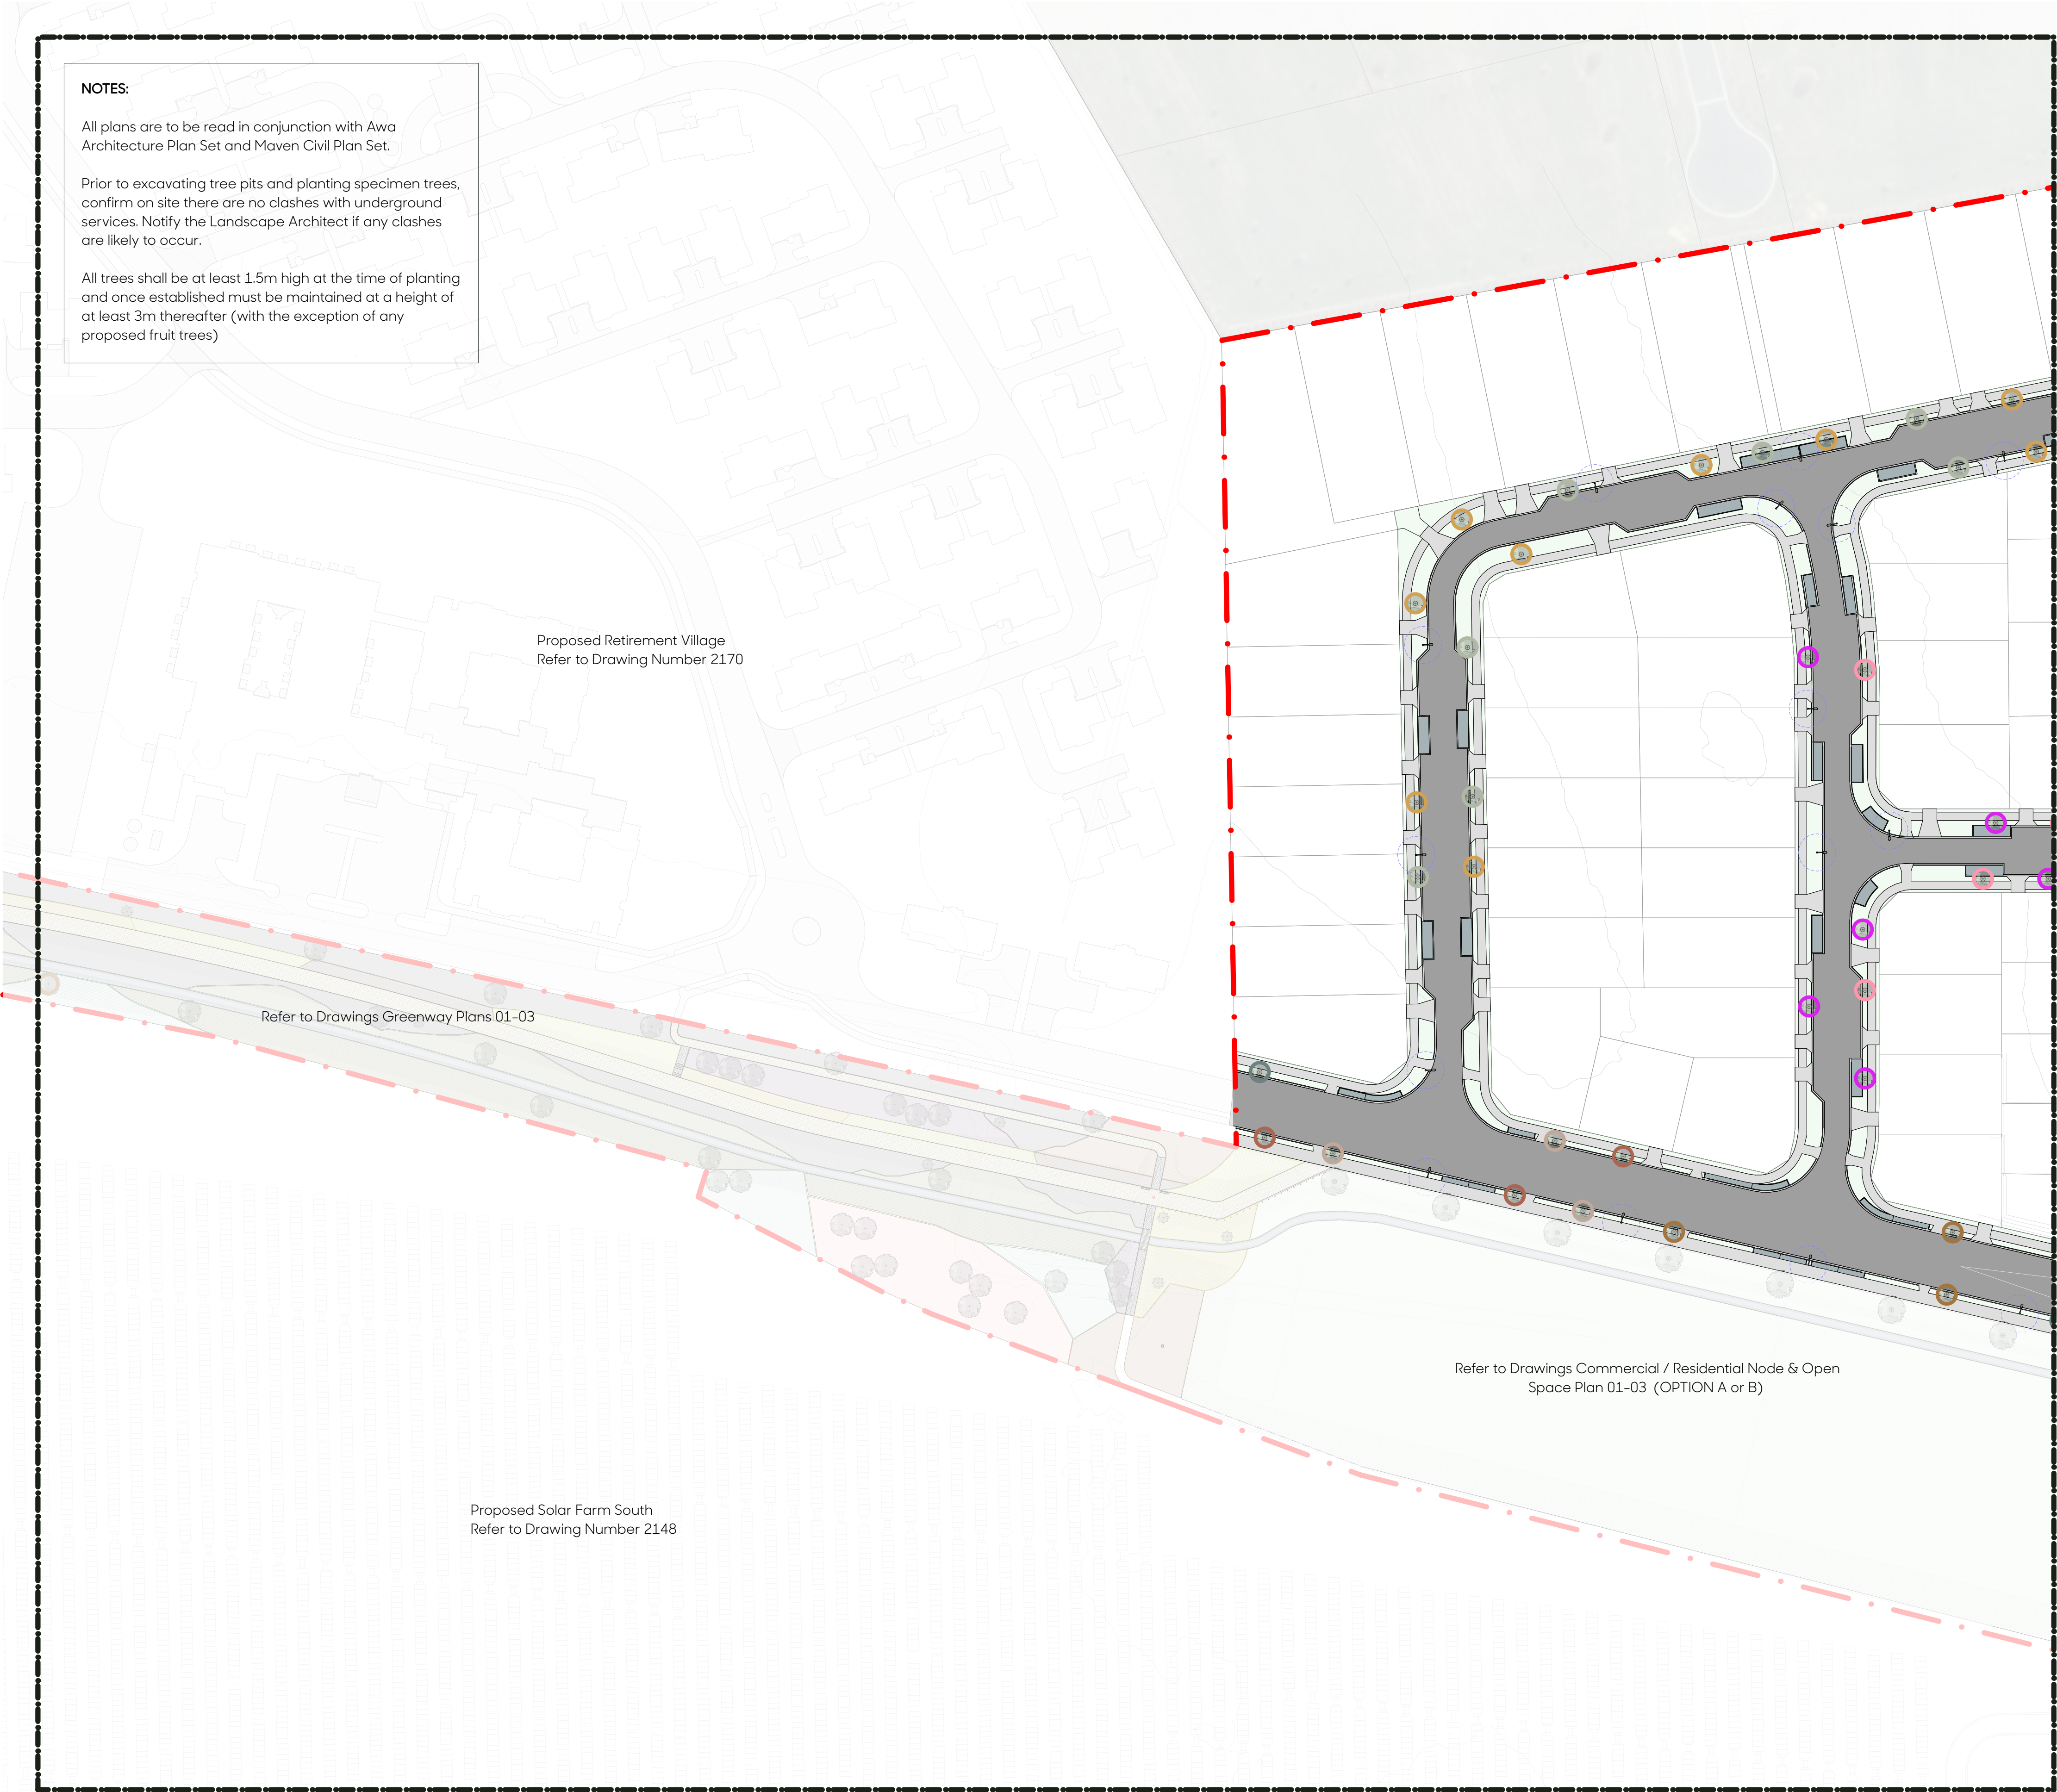 NOTES:
All plans are to be read in conjunction with Awa
Architecture Plan Set and Maven Civil Plan Set.
Prior to excavating tree pits and planting specimen trees,
confirm on site there are no clashes with underground
services. Notify the Landscape Architect if any clashes
are likely to occur.
All trees shall be at least 1.5m high at the time of planting
and once established must be maintained at a height of
at least 3m thereafter (with the exception of any
proposed fruit trees)
Proposed Retirement Village
Refer to Drawing Number 2170
Refer to Drawings Greenway Plans 01-03
Refer to Drawings Commercial / Residential Node & Open
Space Plan 01-03 (OPTION A or B)
Proposed Solar Farm South
Refer to Drawing Number 2148